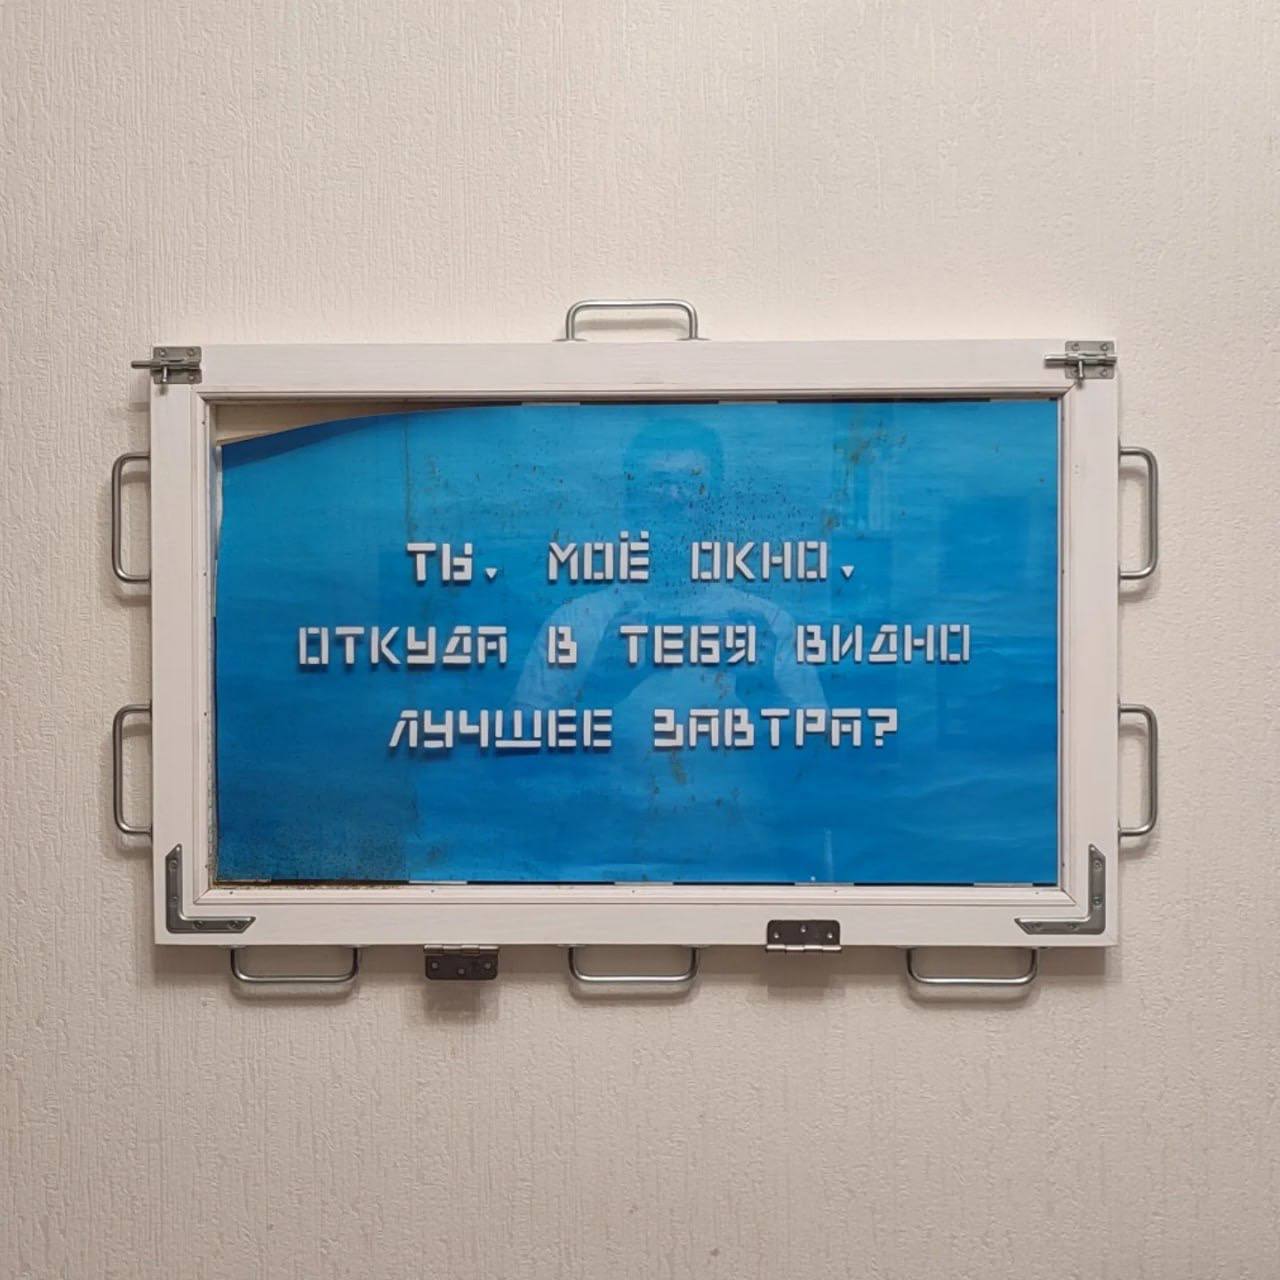 ТЫ, МОЁ ОКНО,
ОТКУДА В ТЕБЯ ВИДНО
ЛУЧШЕЕ ЗАВТРА?